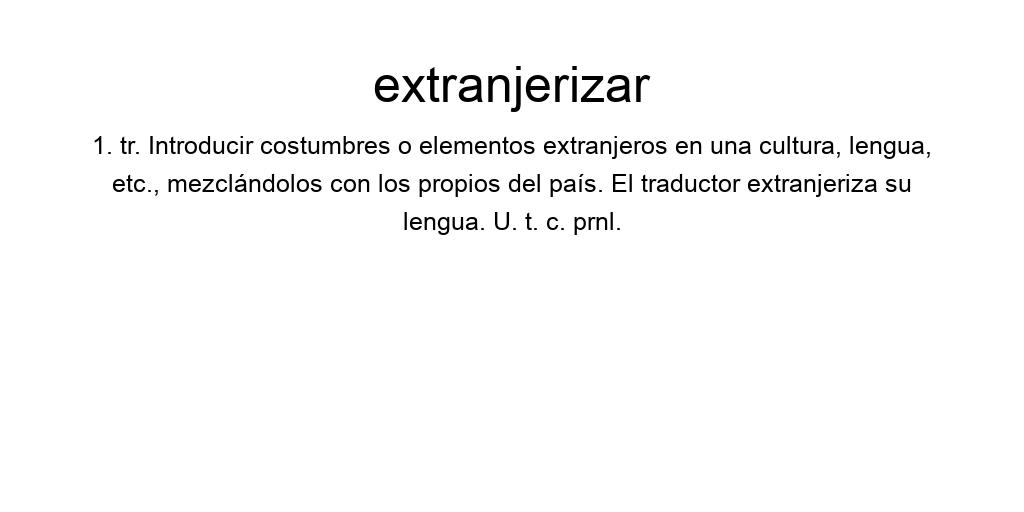 extranjerizar
1. tr. Introducir costumbres o elementos extranjeros en una cultura, lengua,
etc., mezclándolos con los propios del país. El traductor extranjeriza su
lengua. U. t. c. prnl.